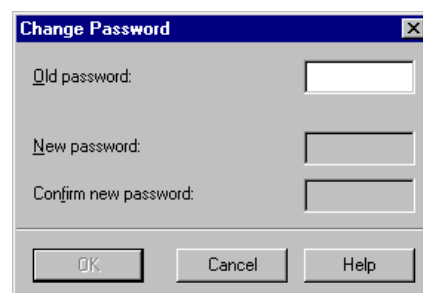 Change Password
Old password:
New password:
Confirm new password:
OK Cancel Help